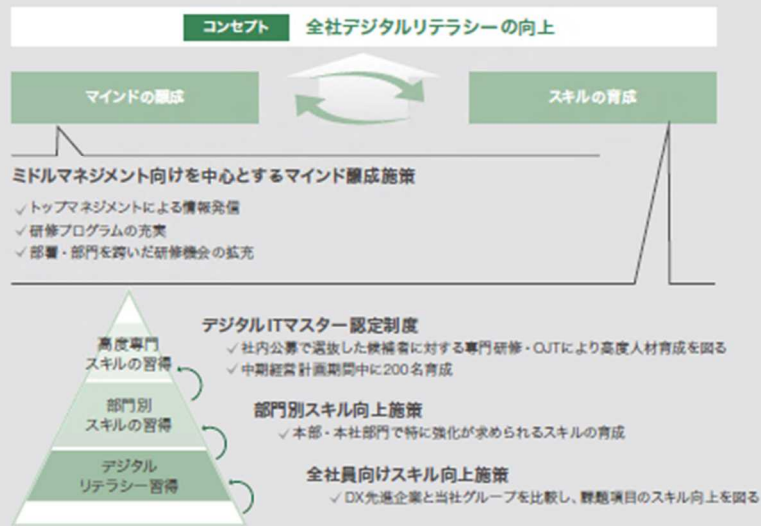 コンセプト 全社デジタルリテラシーの向上
マインドの醸成
スキルの育成
ミドルマネジメント向けを中心とするマインド醸成施策
✓トップマネジメントによる情報発信
✓研修プログラムの充実
✓部署・部門を跨いだ研修機会の拡充
高度専門
スキルの習得
デジタルITマスター認定制度
✓社内公募で選抜した候補者に対する専門研修・OJTにより高度人材育成を図る
✓中期経営計画期間中に200名育成
部門別
スキルの習得
部門別スキル向上施策
✓本部・本社部門で特に強化が求められるスキルの育成
デジタル
リテラシー習得
全社員向けスキル向上施策
✓DX先進企業と当社グループを比較し、課題項目のスキル向上を図る